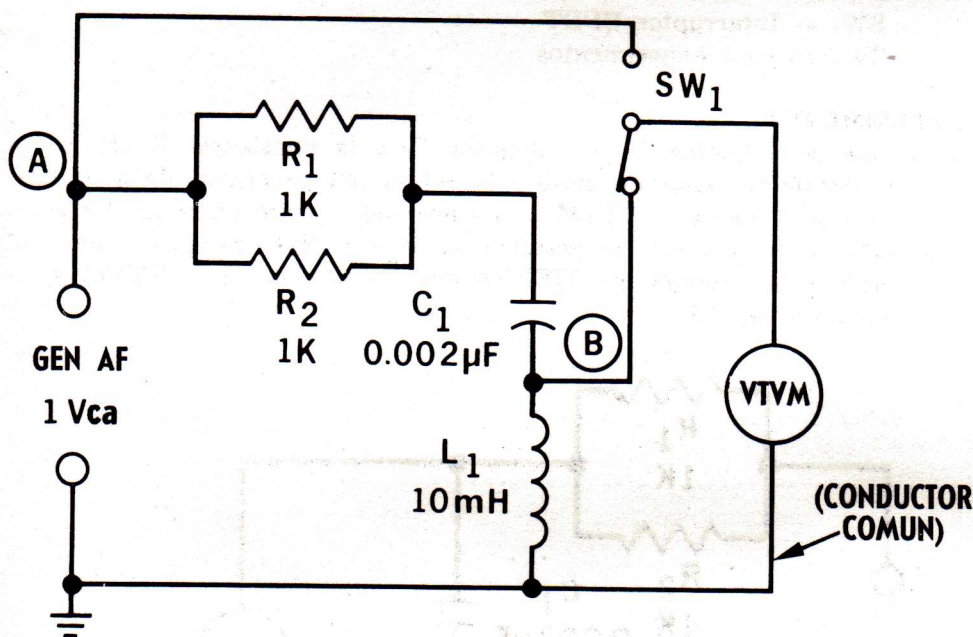 SW1
A
R1
1K
R2
1K
C1
0.002µF
B
GEN AF
1 Vca
VTVM
L1
10mH
(CONDUCTOR
COMUN)